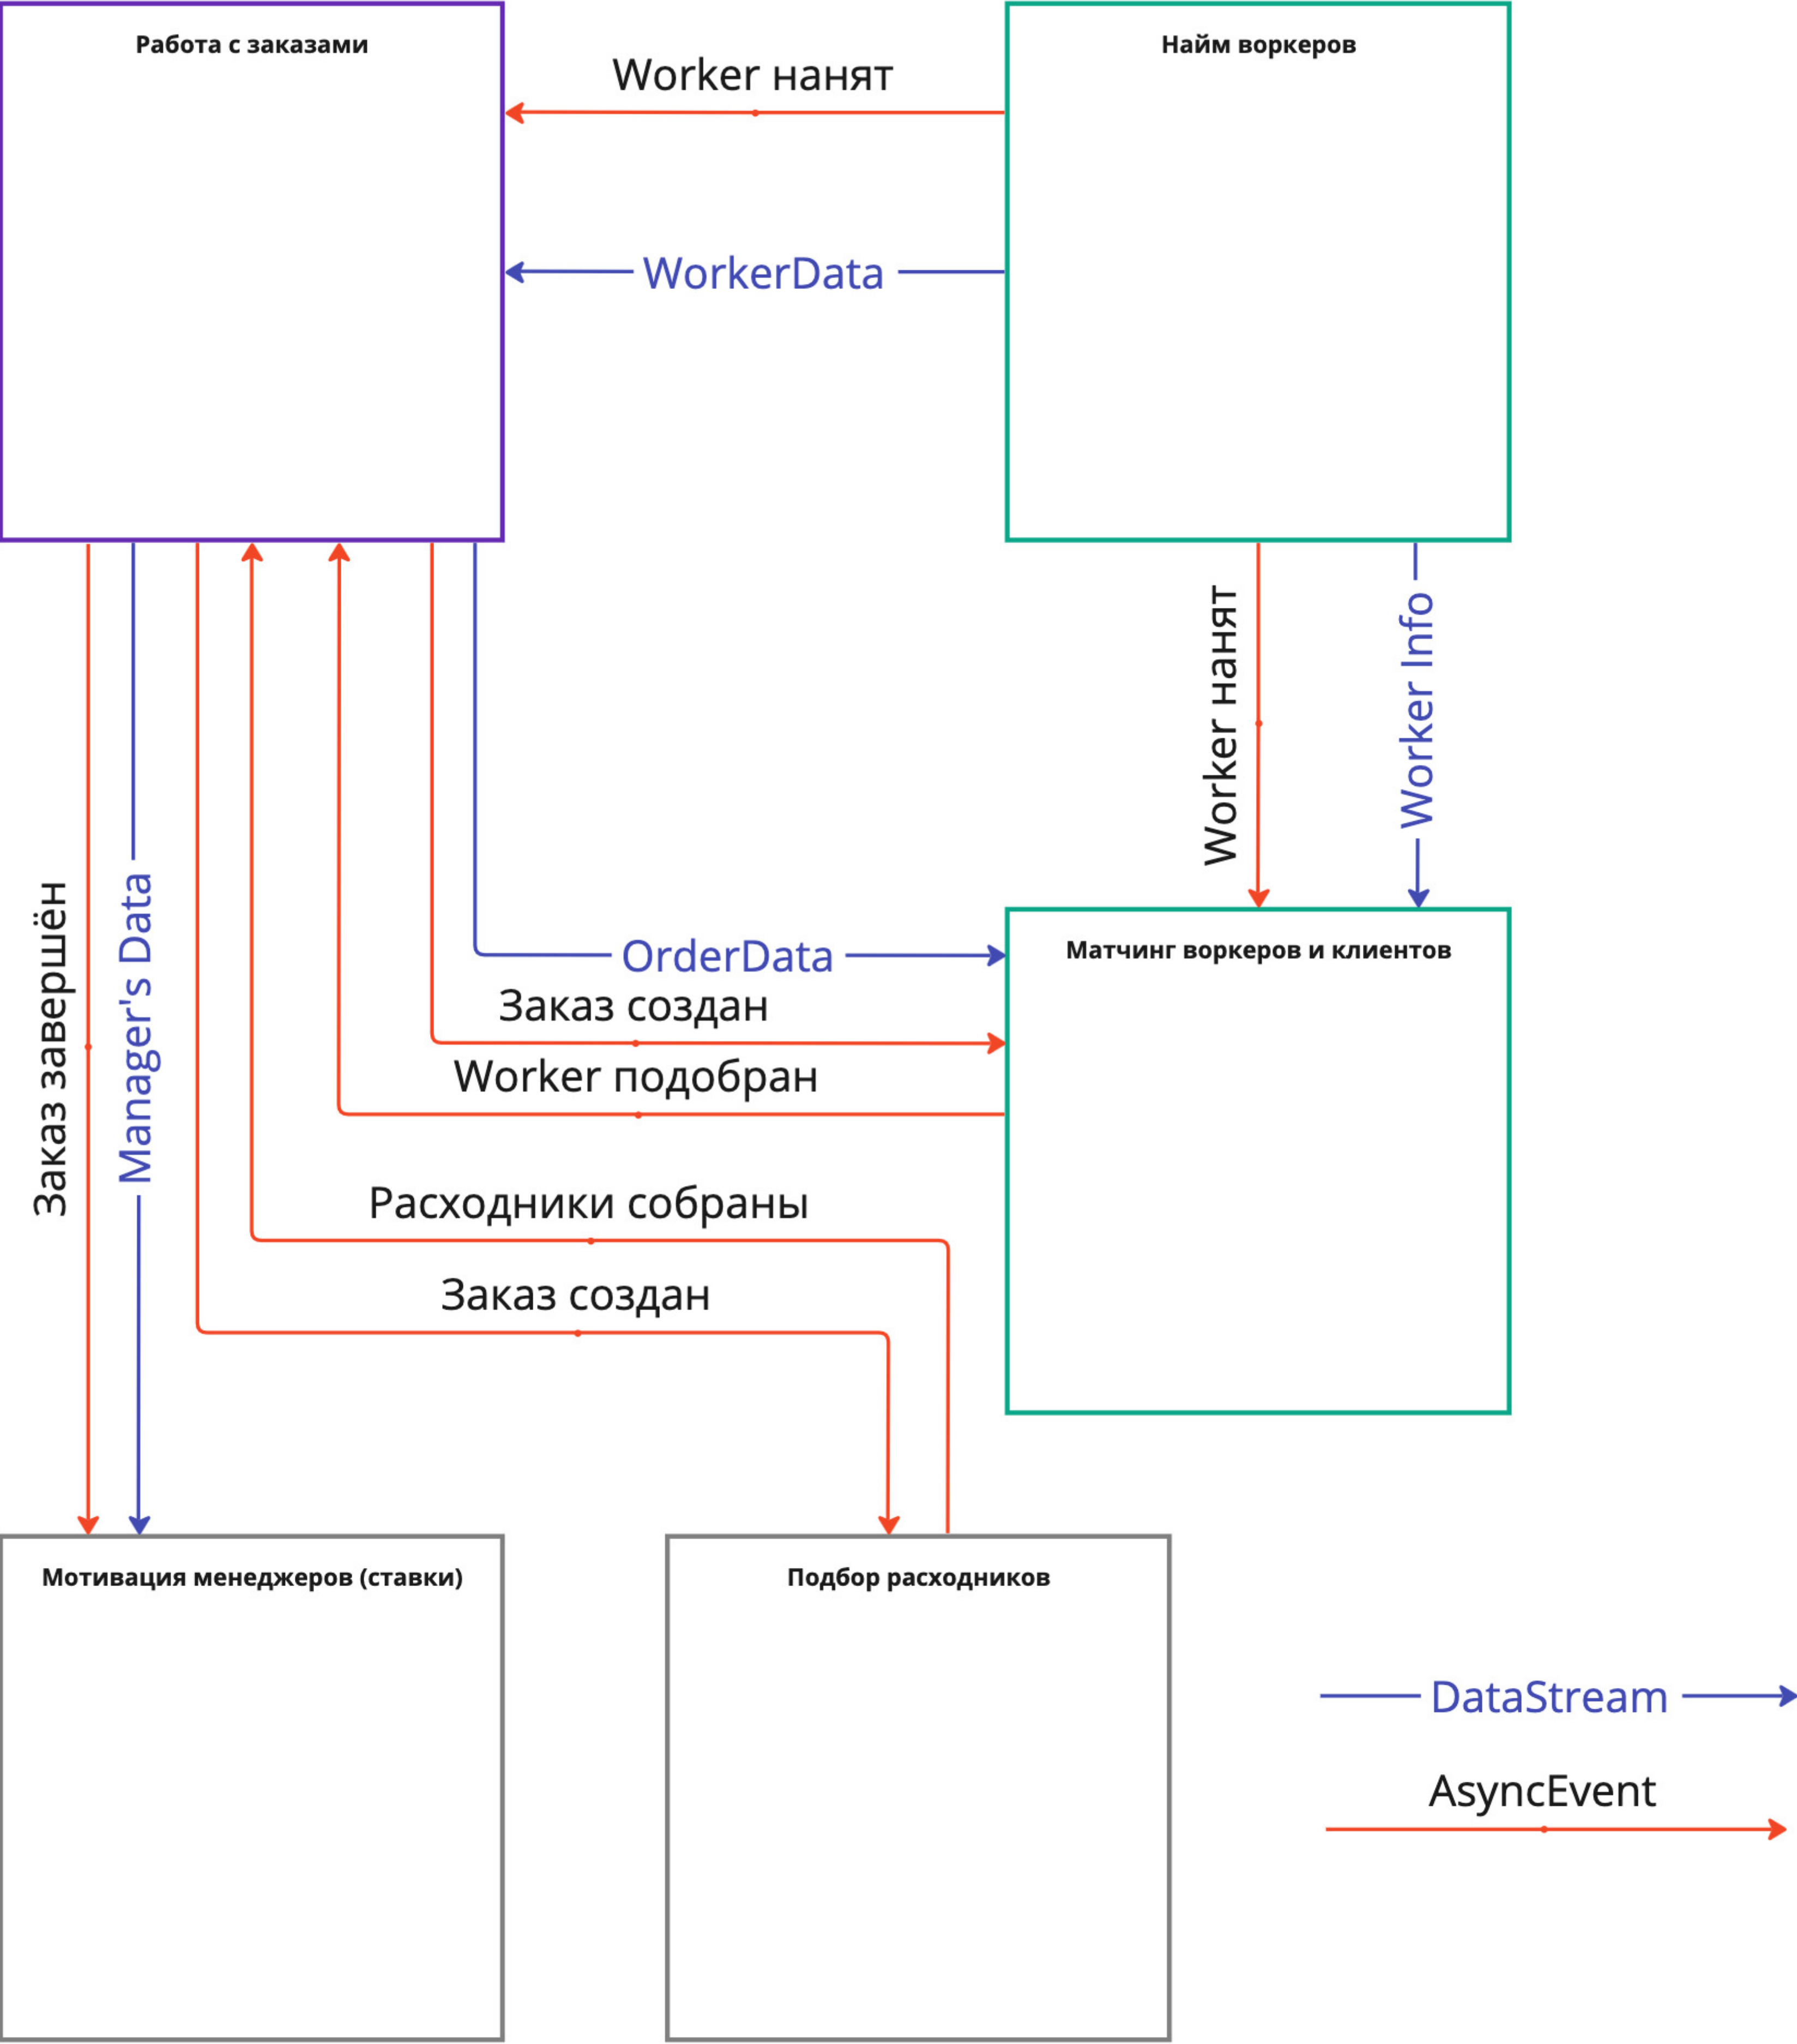 Работа с заказами
Найм воркеров
Worker нанят
WorkerData
Worker нанят
Worker Info
Заказ завершён
Manager's Data
OrderData
Матчинг воркеров и клиентов
Заказ создан
Worker подобран
Расходники собраны
Заказ создан
Мотивация менеджеров (ставки)
Подбор расходников
DataStream
AsyncEvent